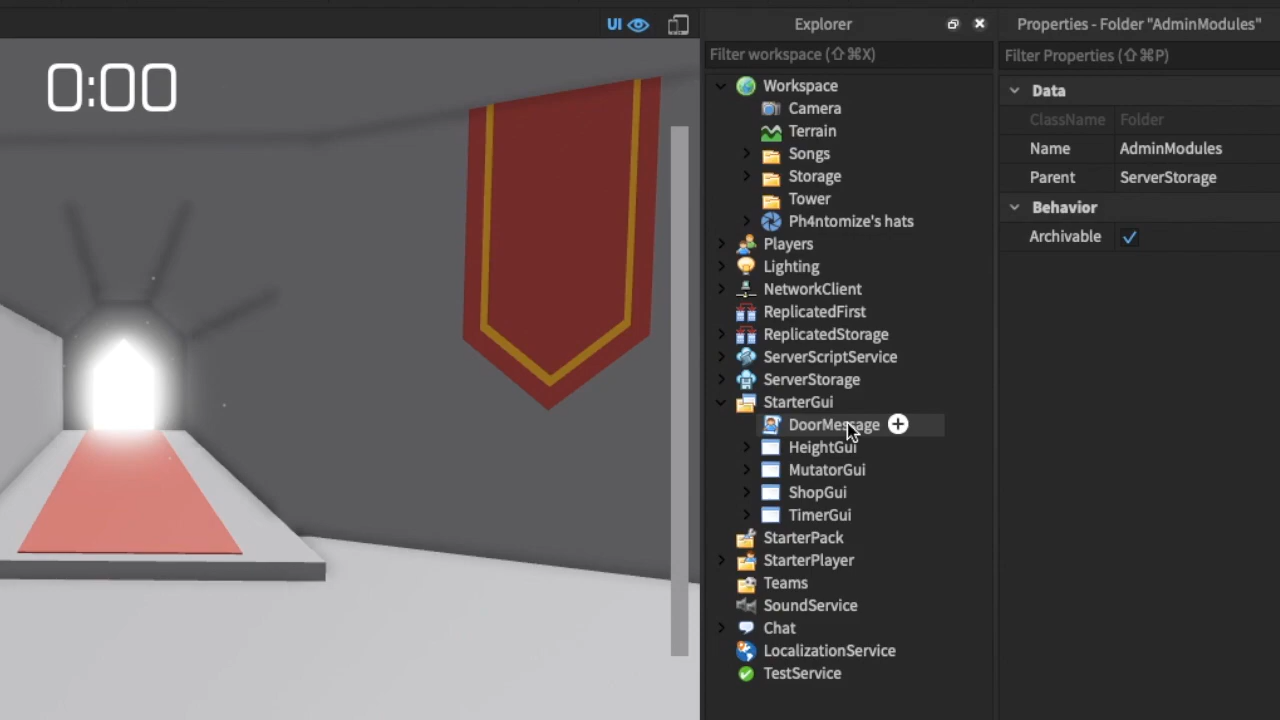 UI
0:00
Explorer
Filter workspace (⇧⌘X)
Workspace
Camera
Terrain
Songs
Storage
Tower
Ph4ntomize's hats
Players
Lighting
NetworkClient
ReplicatedFirst
ReplicatedStorage
ServerScriptService
ServerStorage
StarterGui
DoorMessage
HeightGui
MutatorGui
ShopGui
TimerGui
StarterPack
StarterPlayer
Teams
SoundService
Chat
LocalizationService
TestService
Properties - Folder "AdminModules"
Filter Properties (⇧⌘P)
Data
ClassName Folder
Name AdminModules
Parent ServerStorage
Behavior
Archivable